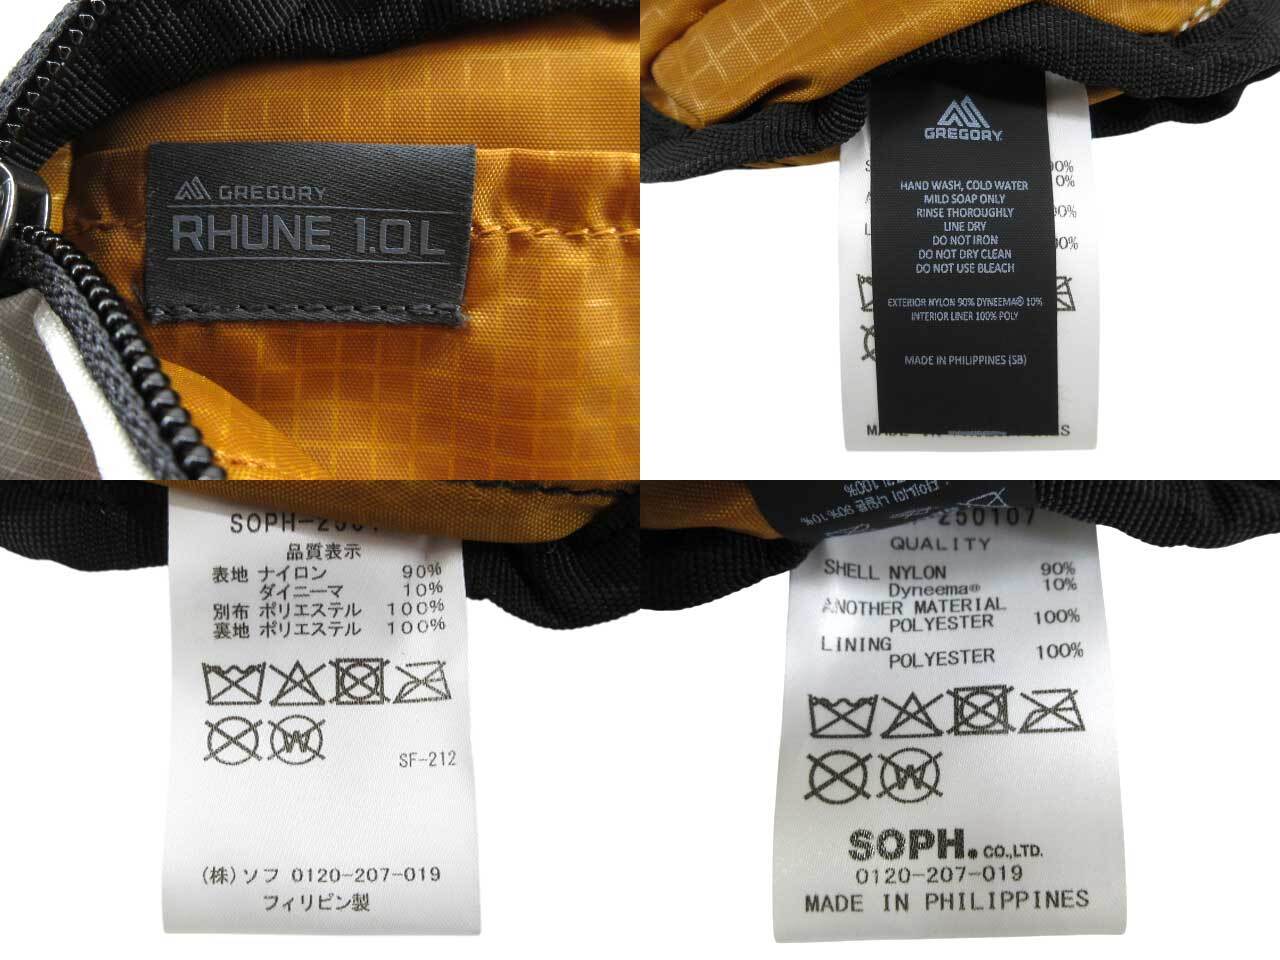 GREGORY
RHUNE 1.0L
GREGORY
HAND WASH, COLD WATER
MILD SOAP ONLY
RINSE THOROUGHLY
LINE DRY
DO NOT IRON
DO NOT DRY CLEAN
DO NOT USE BLEACH
EXTERIOR NYLON 90% DYNEEMA® 10%
INTERIOR LINER 100% POLY
MADE IN PHILIPPINES (SB)
品質表示
表地 ナイロン 90%
ダイニーマ 10%
別布 ポリエステル 100%
裏地 ポリエステル 100%
W
SF-212
(株)ソフ 0120-207-019
フィリピン製
250107
QUALITY
SHELL NYLON 90%
Dyneema® 10%
ANOTHER MATERIAL
POLYESTER 100%
LINING
POLYESTER 100%
W
SOPH. CO.,LTD.
0120-207-019
MADE IN PHILIPPINES